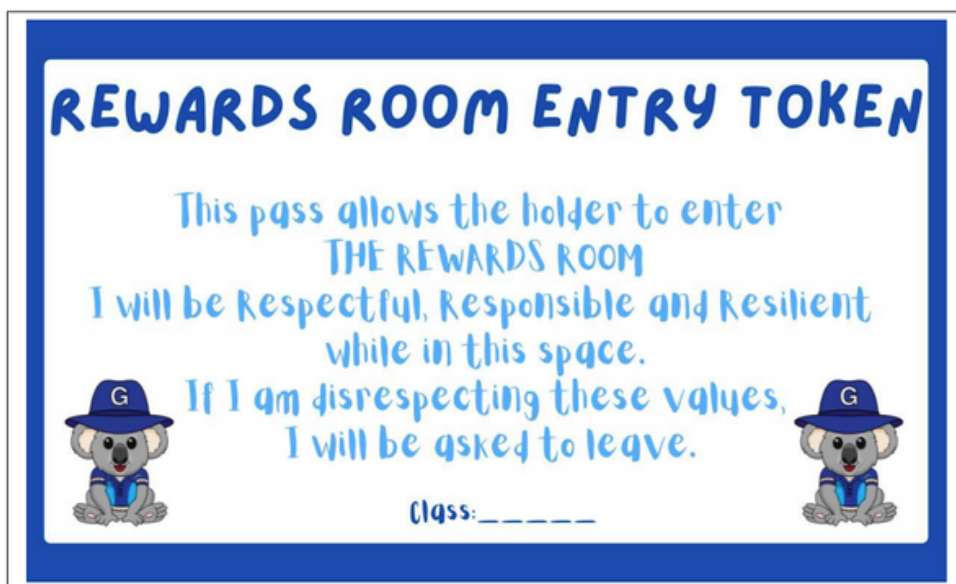 REWARDS ROOM ENTRY TOKEN
This pass allows the holder to enter
THE REWARDS ROOM
I will be Respectful, Responsible and Resilient
while in this space.
If I am disrespecting these values,
I will be asked to leave.
G
G
Class:_____